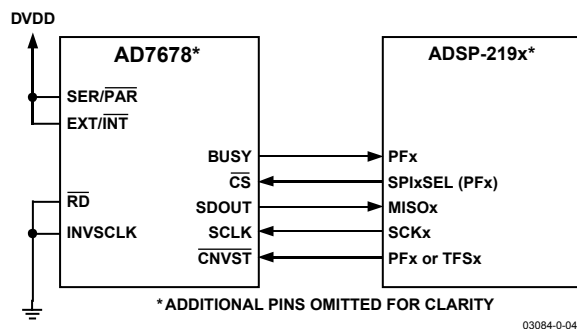 DVDD
AD7678*
ADSP-219x*
SER/PAR
EXT/INT
BUSY
PFx
CS
SPIxSEL (PFx)
RD
SDOUT
MISOx
INVSCLK
SCLK
SCKx
CNVST
PFx or TFSx
*ADDITIONAL PINS OMITTED FOR CLARITY
03084-0-04